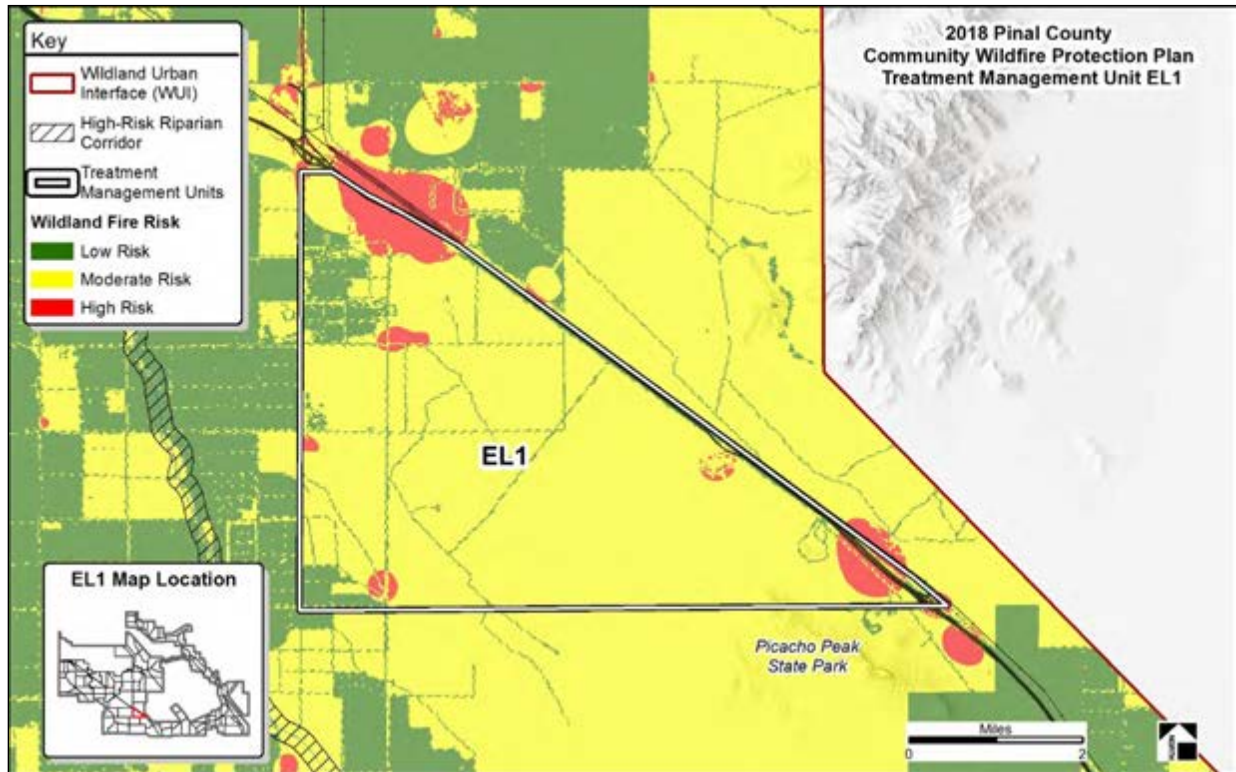 Key
Wildland Urban
Interface (WUI)
High-Risk Riparian
Corridor
Treatment
Management Units
Wildland Fire Risk
Low Risk
Moderate Risk
High Risk
2018 Pinal County
Community Wildfire Protection Plan
Treatment Management Unit EL1
EL1
Picacho Peak
State Park
EL1 Map Location
Miles
0 2